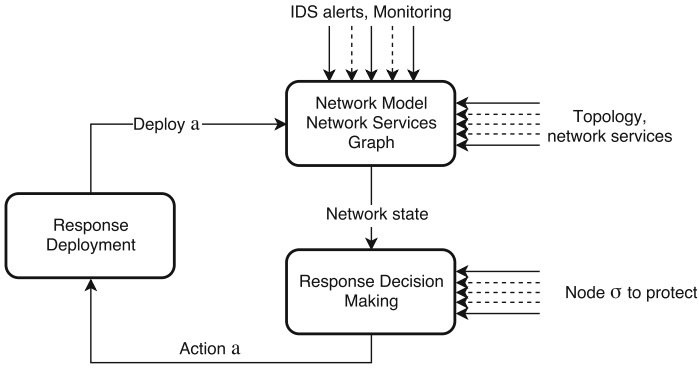 IDS alerts, Monitoring
Network Model
Network Services
Graph
Topology,
network services
Deploy a
Response
Deployment
Network state
Response Decision
Making
Node σ to protect
Action a